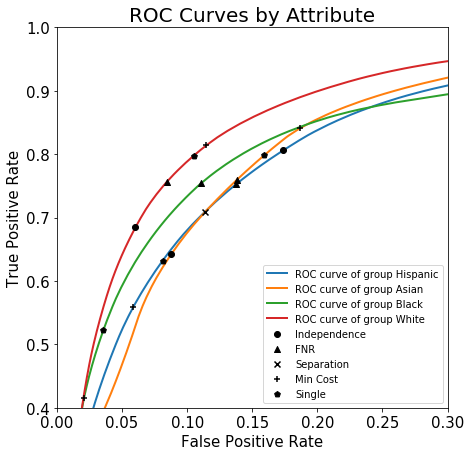 ROC Curves by Attribute
1.0
0.9
0.8
0.7
0.6
0.5
0.4
True Positive Rate
ROC curve of group Hispanic
ROC curve of group Asian
ROC curve of group Black
ROC curve of group White
Independence
FNR
Separation
Min Cost
Single
0.00 0.05 0.10 0.15 0.20 0.25 0.30
False Positive Rate